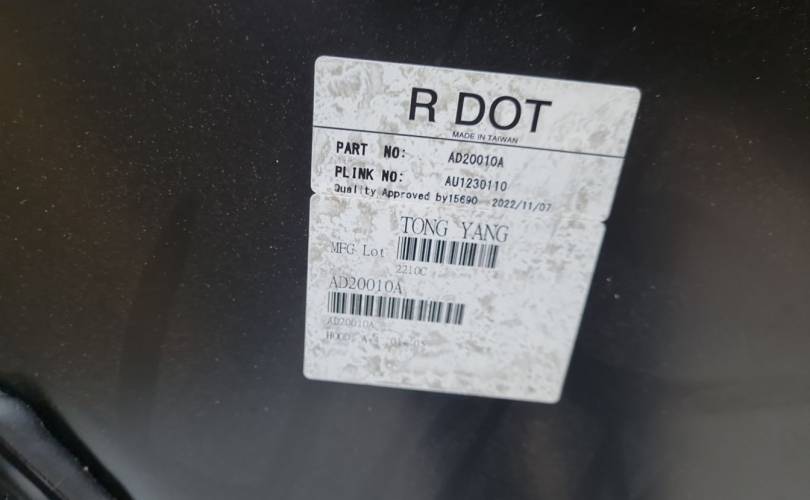 R DOT
MADE IN TAIWAN
PART NO: AD20010A
PLINK NO: AU1230110
Quality Approved by15690 2022/11/07
TONG YANG
MFG Lot
2210C
AD20010A
AD20010A
HOOD;